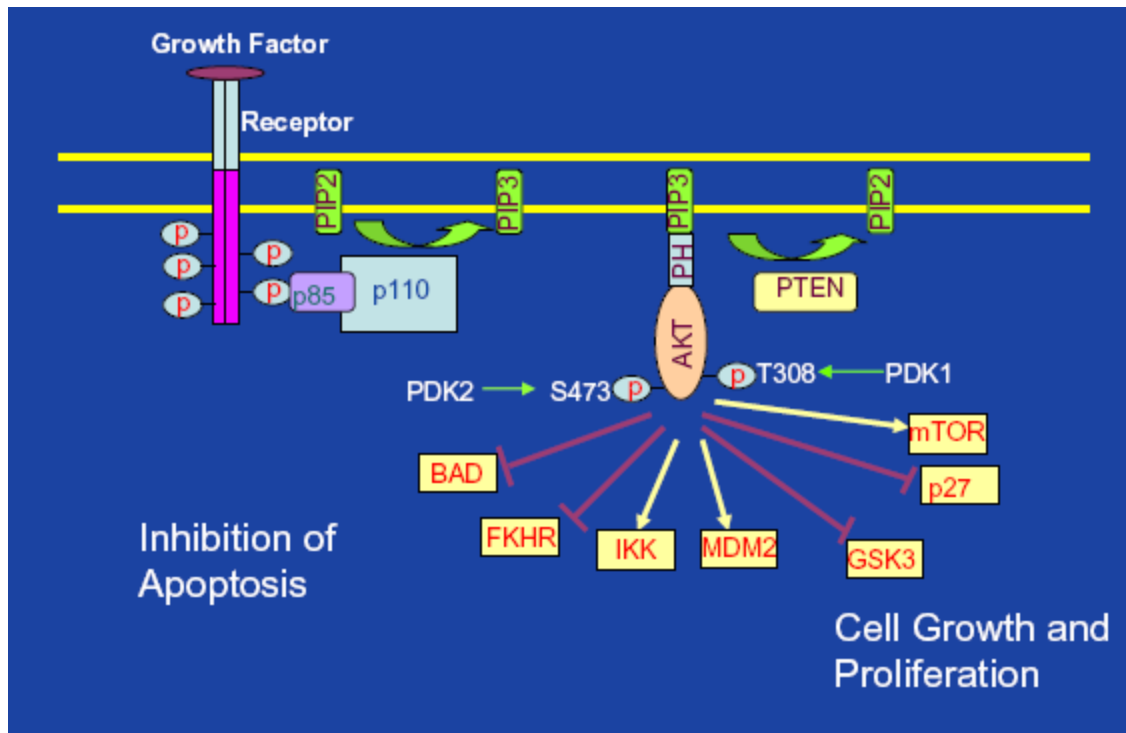 Growth Factor
Receptor
PIP2
PIP3
PIP3
PIP2
p
p
p
p
p
p85
p110
PH
AKT
PTEN
PDK2
S473
p
p
T308
PDK1
mTOR
BAD
p27
FKHR
IKK
MDM2
GSK3
Inhibition of
Apoptosis
Cell Growth and
Proliferation